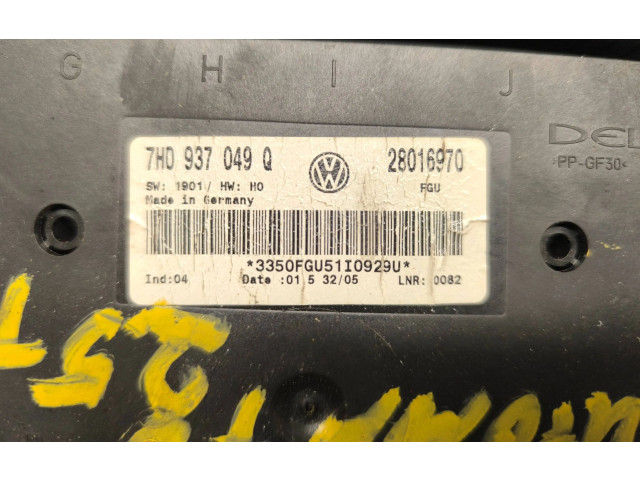 G H I J
DEL
>PP-GF30<
7H0 937 049 Q 28016970
SW: 1901/ HW: H0 FGU
Made in Germany
*3350FGU51I0929U*
Ind:04 Date :01 5 32/05 LNR: 0082